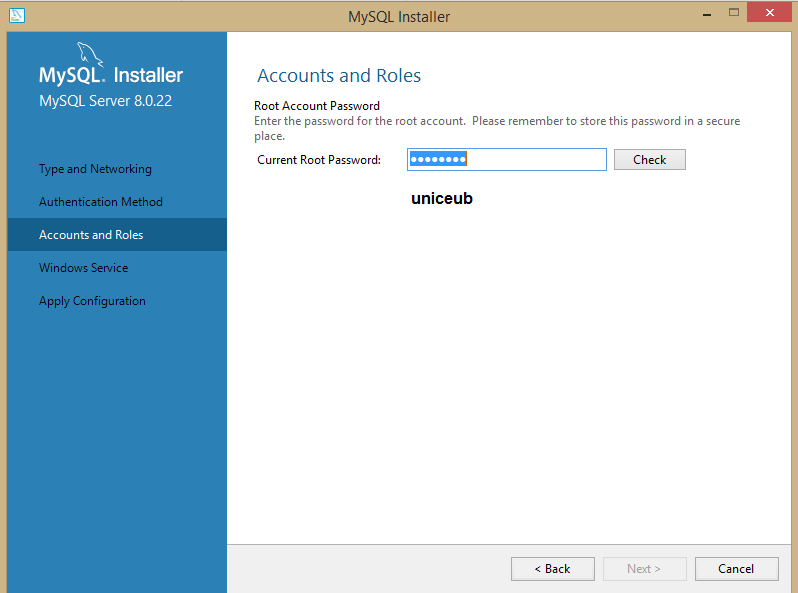 MySQL Installer
MySQL. Installer
MySQL Server 8.0.22
Type and Networking
Authentication Method
Accounts and Roles
Windows Service
Apply Configuration
Accounts and Roles
Root Account Password
Enter the password for the root account.  Please remember to store this password in a secure
place.
Current Root Password:
●●●●●●●●
Check
uniceub
< Back
Next >
Cancel